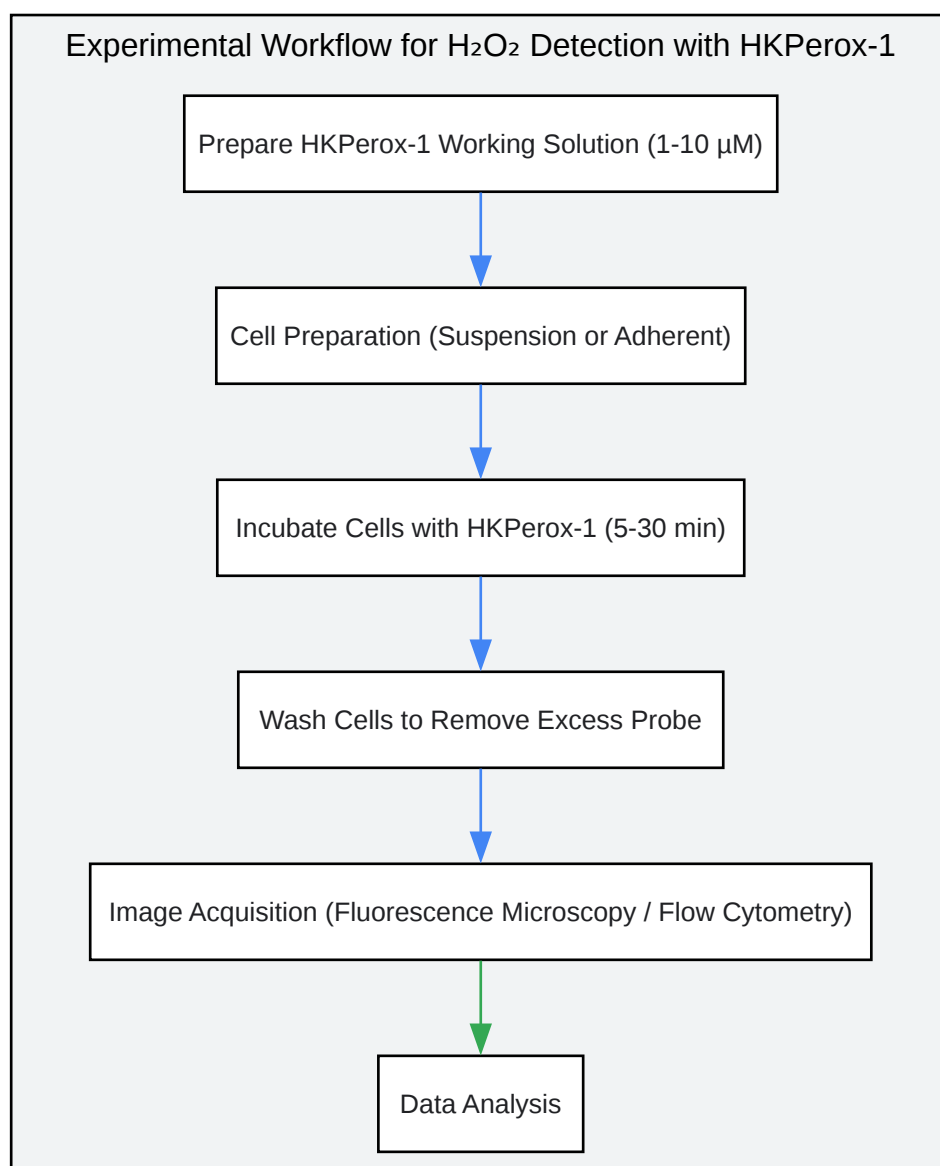 Experimental Workflow for H₂O₂ Detection with HKPerox-1
Prepare HKPerox-1 Working Solution (1-10 µM)
Cell Preparation (Suspension or Adherent)
Incubate Cells with HKPerox-1 (5-30 min)
Wash Cells to Remove Excess Probe
Image Acquisition (Fluorescence Microscopy / Flow Cytometry)
Data Analysis